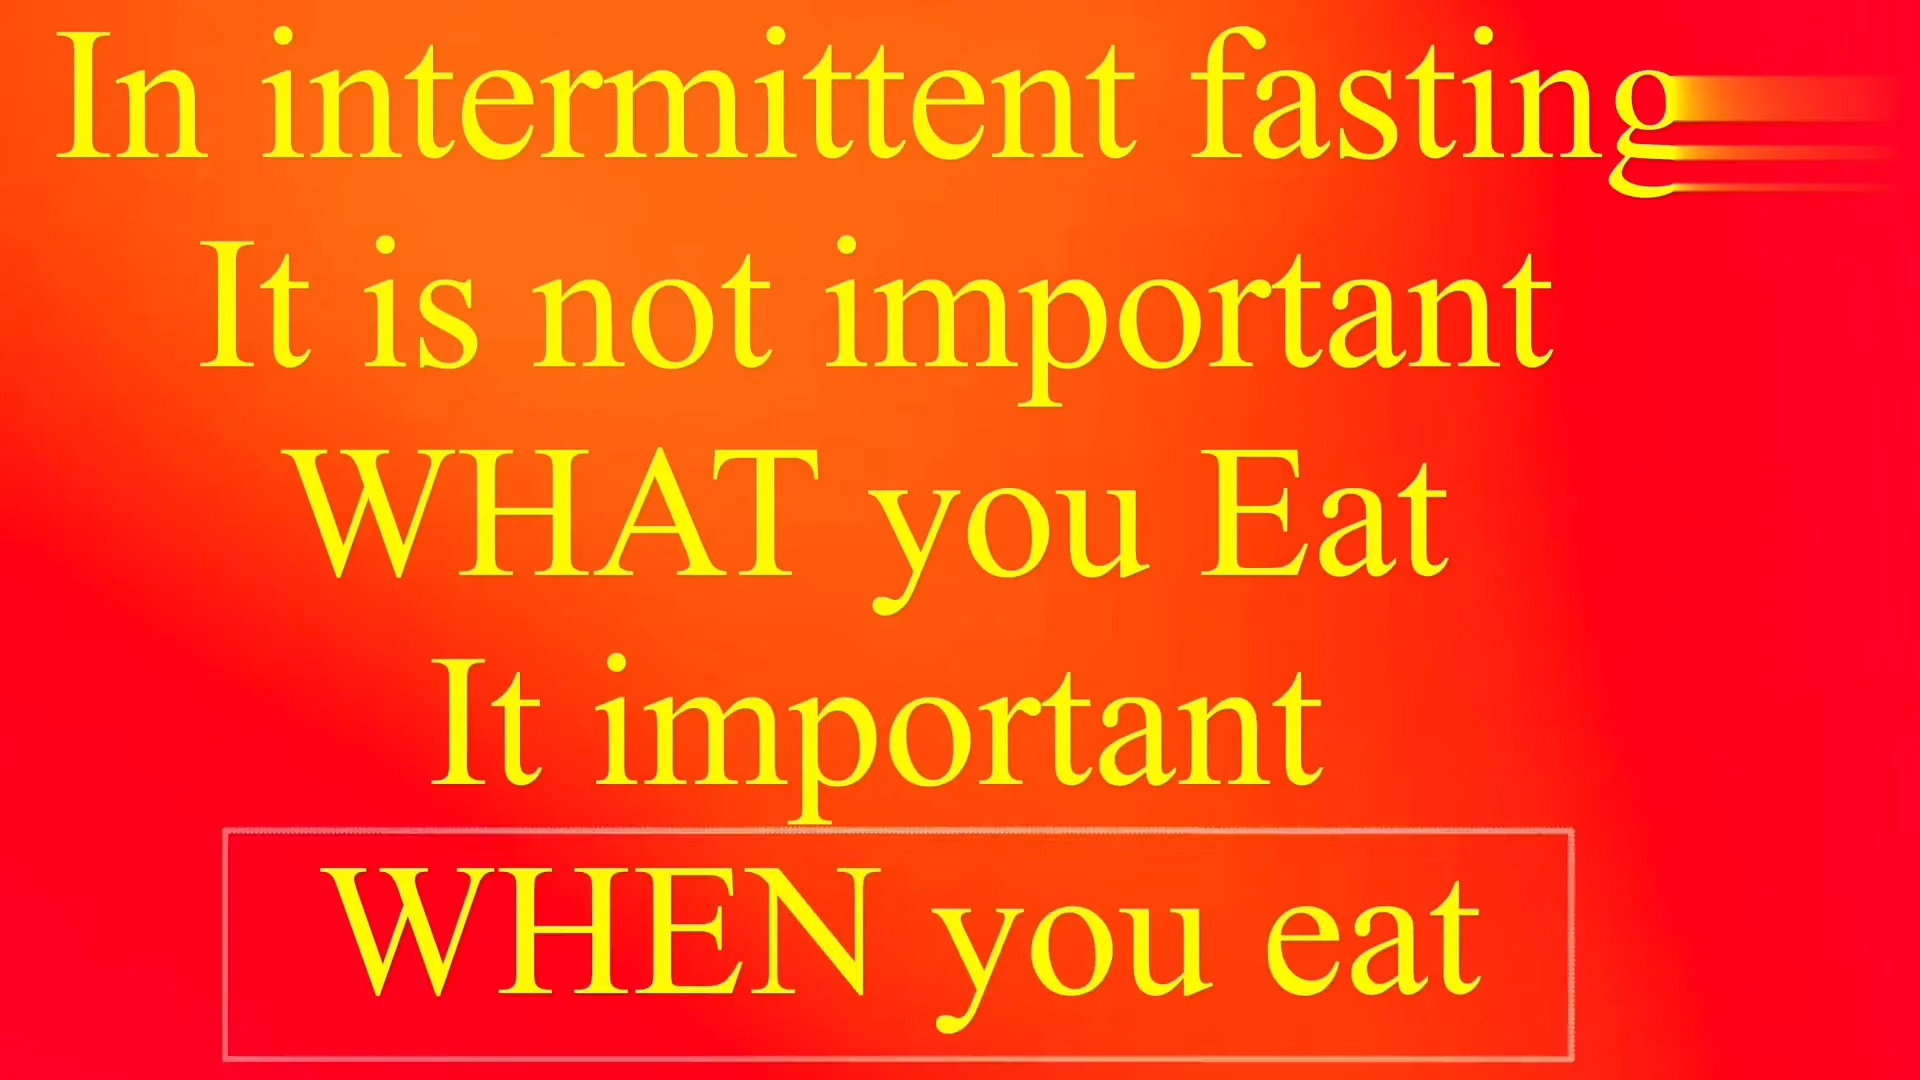 In intermittent fasting
It is not important
WHAT you Eat
It important
WHEN you eat